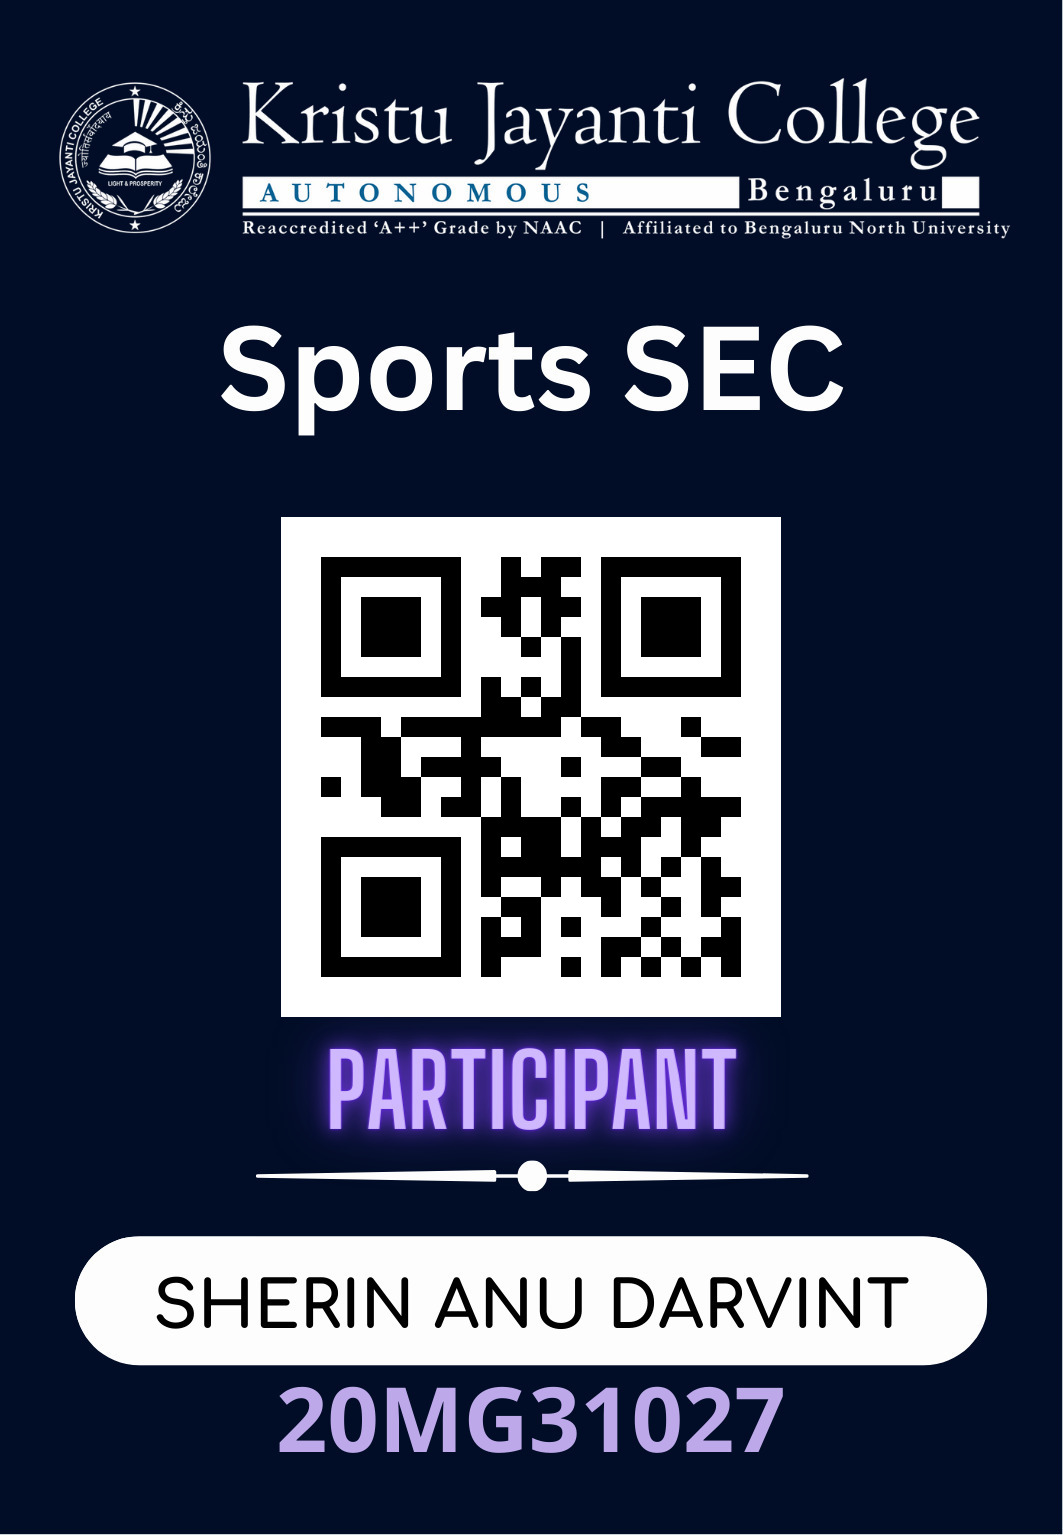 KRISTU JAYANTI COLLEGE
ಕ್ರಿಸ್ತು ಜಯಂತಿ ಕಾಲೇಜು
LIGHT & PROSPERITY
Kristu Jayanti College
AUTONOMOUS Bengaluru
Reaccredited ‘A++’ Grade by NAAC | Affiliated to Bengaluru North University
Sports SEC
PARTICIPANT
SHERIN ANU DARVINT
20MG31027